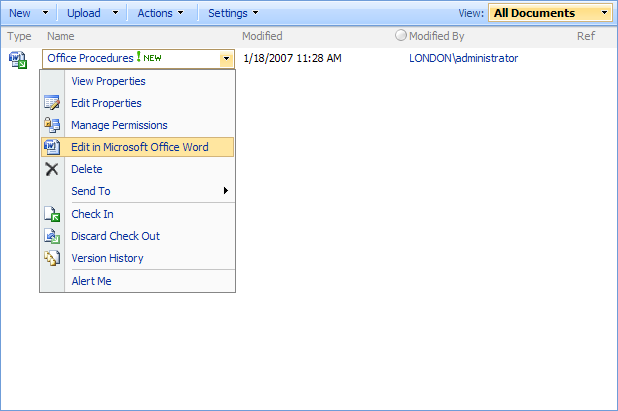 New Upload Actions Settings View: All Documents
Type Name Modified Modified By Ref
Office Procedures ! NEW 1/18/2007 11:28 AM LONDON\administrator
View Properties
Edit Properties
Manage Permissions
Edit in Microsoft Office Word
Delete
Send To
Check In
Discard Check Out
Version History
Alert Me